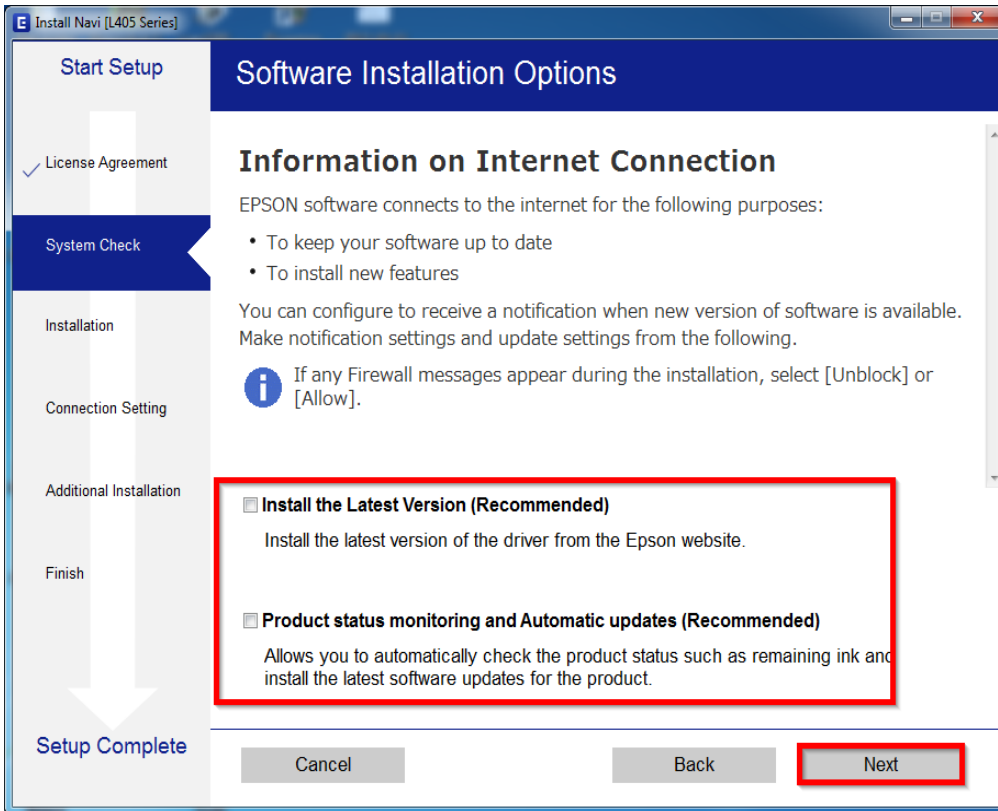 E Install Navi [L405 Series]
Start Setup
Software Installation Options
License Agreement
System Check
Installation
Connection Setting
Additional Installation
Finish
Setup Complete
Information on Internet Connection
EPSON software connects to the internet for the following purposes:
• To keep your software up to date
• To install new features
You can configure to receive a notification when new version of software is available.
Make notification settings and update settings from the following.
i If any Firewall messages appear during the installation, select [Unblock] or
[Allow].
Install the Latest Version (Recommended)
Install the latest version of the driver from the Epson website.
Product status monitoring and Automatic updates (Recommended)
Allows you to automatically check the product status such as remaining ink and
install the latest software updates for the product.
Cancel
Back
Next